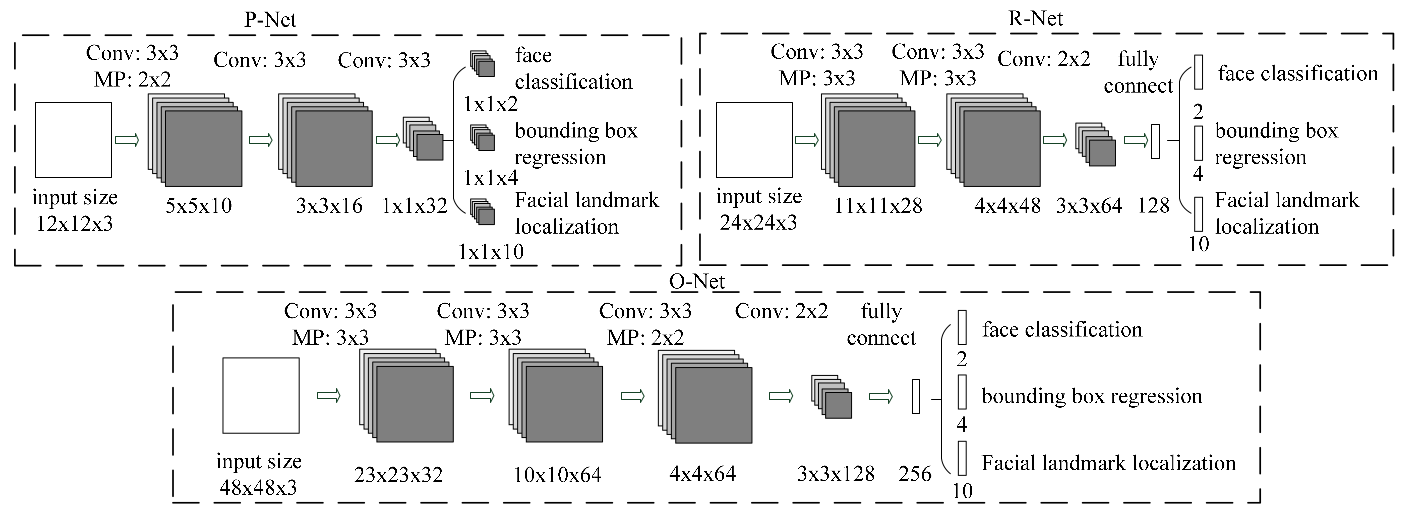 P-Net
Conv: 3x3
MP: 2x2
Conv: 3x3
Conv: 3x3
face
classification
1x1x2
bounding box
regression
1x1x4
Facial landmark
localization
1x1x10
input size
12x12x3
5x5x10
3x3x16
1x1x32
R-Net
Conv: 3x3
MP: 3x3
Conv: 3x3
MP: 3x3
Conv: 2x2
fully
connect
face classification
2
bounding box
regression
4
Facial landmark
localization
10
input size
24x24x3
11x11x28
4x4x48
3x3x64
128
O-Net
Conv: 3x3
MP: 3x3
Conv: 3x3
MP: 3x3
Conv: 3x3
MP: 2x2
Conv: 2x2
fully
connect
face classification
2
bounding box regression
4
Facial landmark localization
10
input size
48x48x3
23x23x32
10x10x64
4x4x64
3x3x128
256